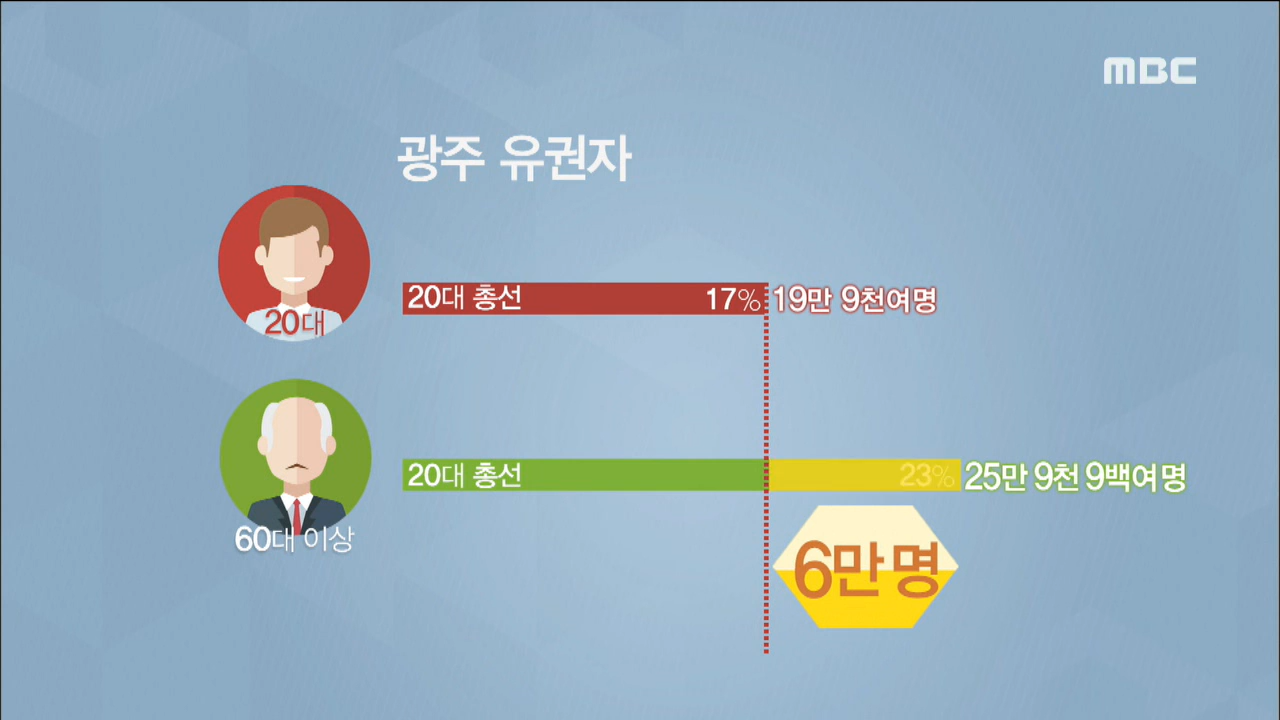 MBC
광주 유권자
20대
20대 총선 17% 19만 9천여명
60대 이상
20대 총선 23% 25만 9천 9백여명
6만 명